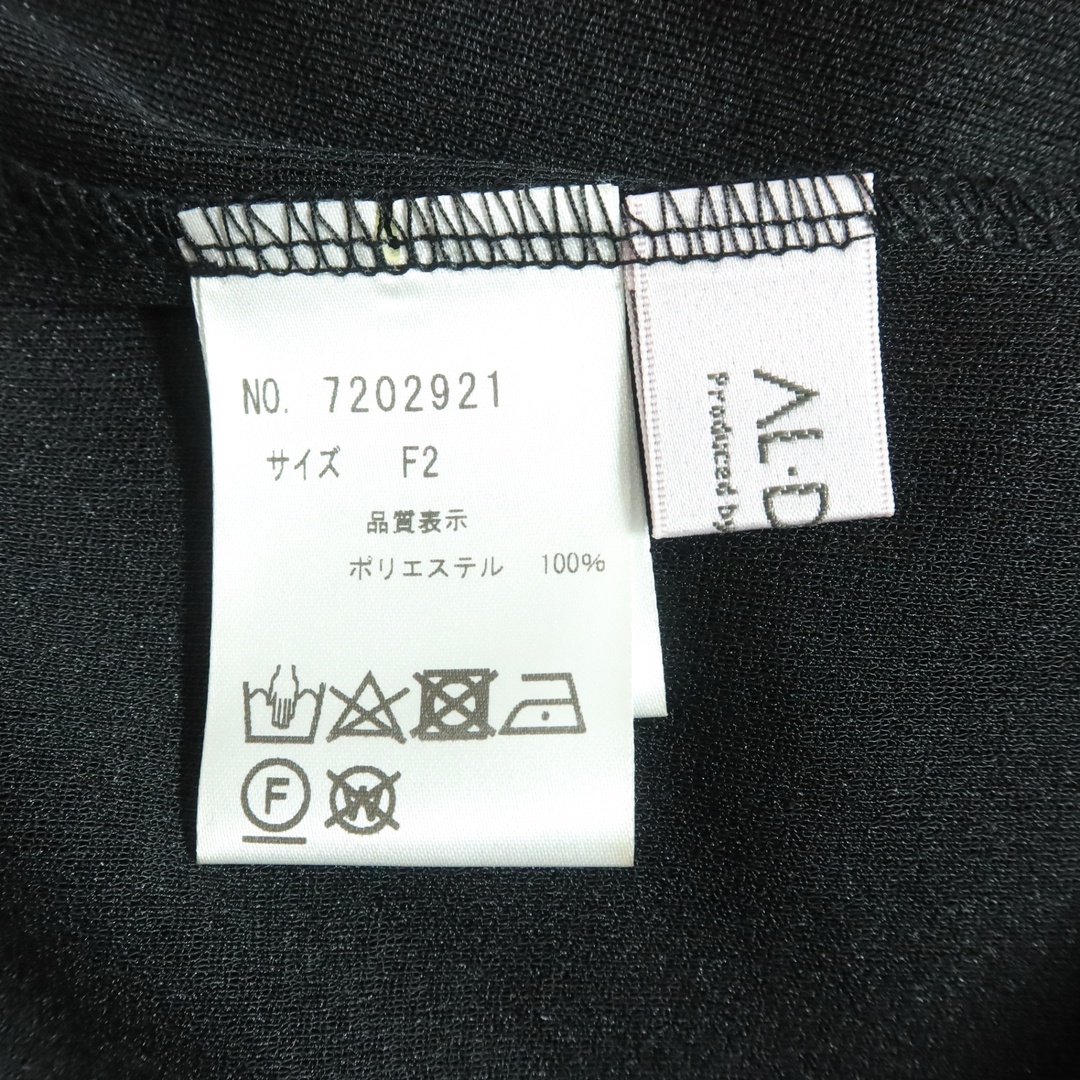 NO. 7202921
サイズ F2
品質表示
ポリエステル 100%
F
W
AL・D
Produced by